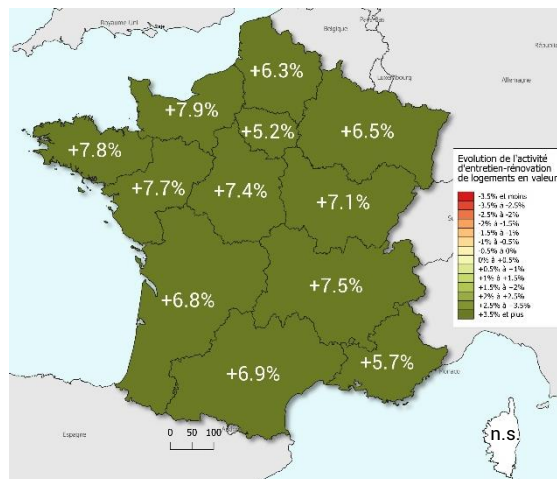 Royaume Uni
Belgique
Luxembourg
Allemagne
+6.3%
+7.9%
+5.2%
+6.5%
+7.8%
+7.7%
+7.4%
+7.1%
Evolution de l'activité
d'entretien-rénovation
de logements en valeur
-3.5% et moins
-3.5% à -2.5%
-2.5% à -2%
-2% à -1.5%
-1.5% à -1%
-1% à -0.5%
-0.5% à 0%
0% à +0.5%
+0.5% à +1%
+1% à +1.5%
+1.5% à +2%
+2% à +2.5%
+2.5% à +3.5%
+3.5% et plus
+6.8%
+7.5%
+6.9%
+5.7%
Monaco
Espagne
0 50 100
n.s.